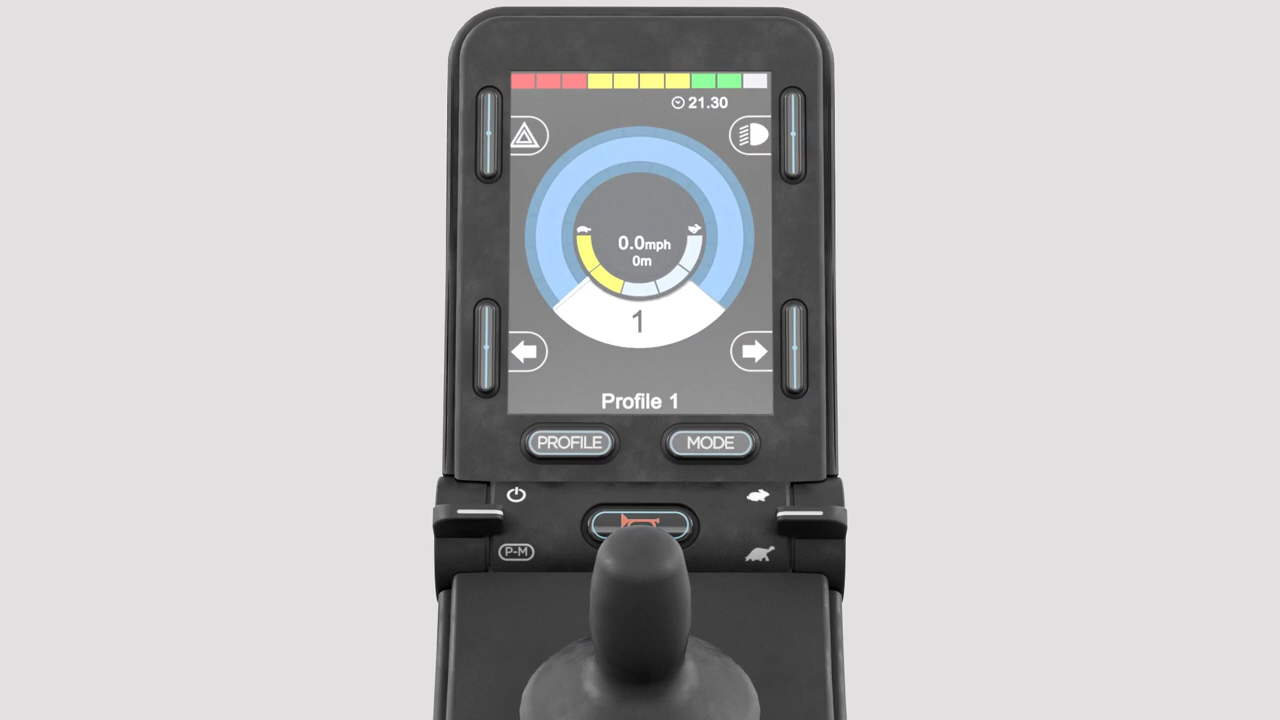 21.30
0.0mph
0m
1
Profile 1
PROFILE
MODE
P-M